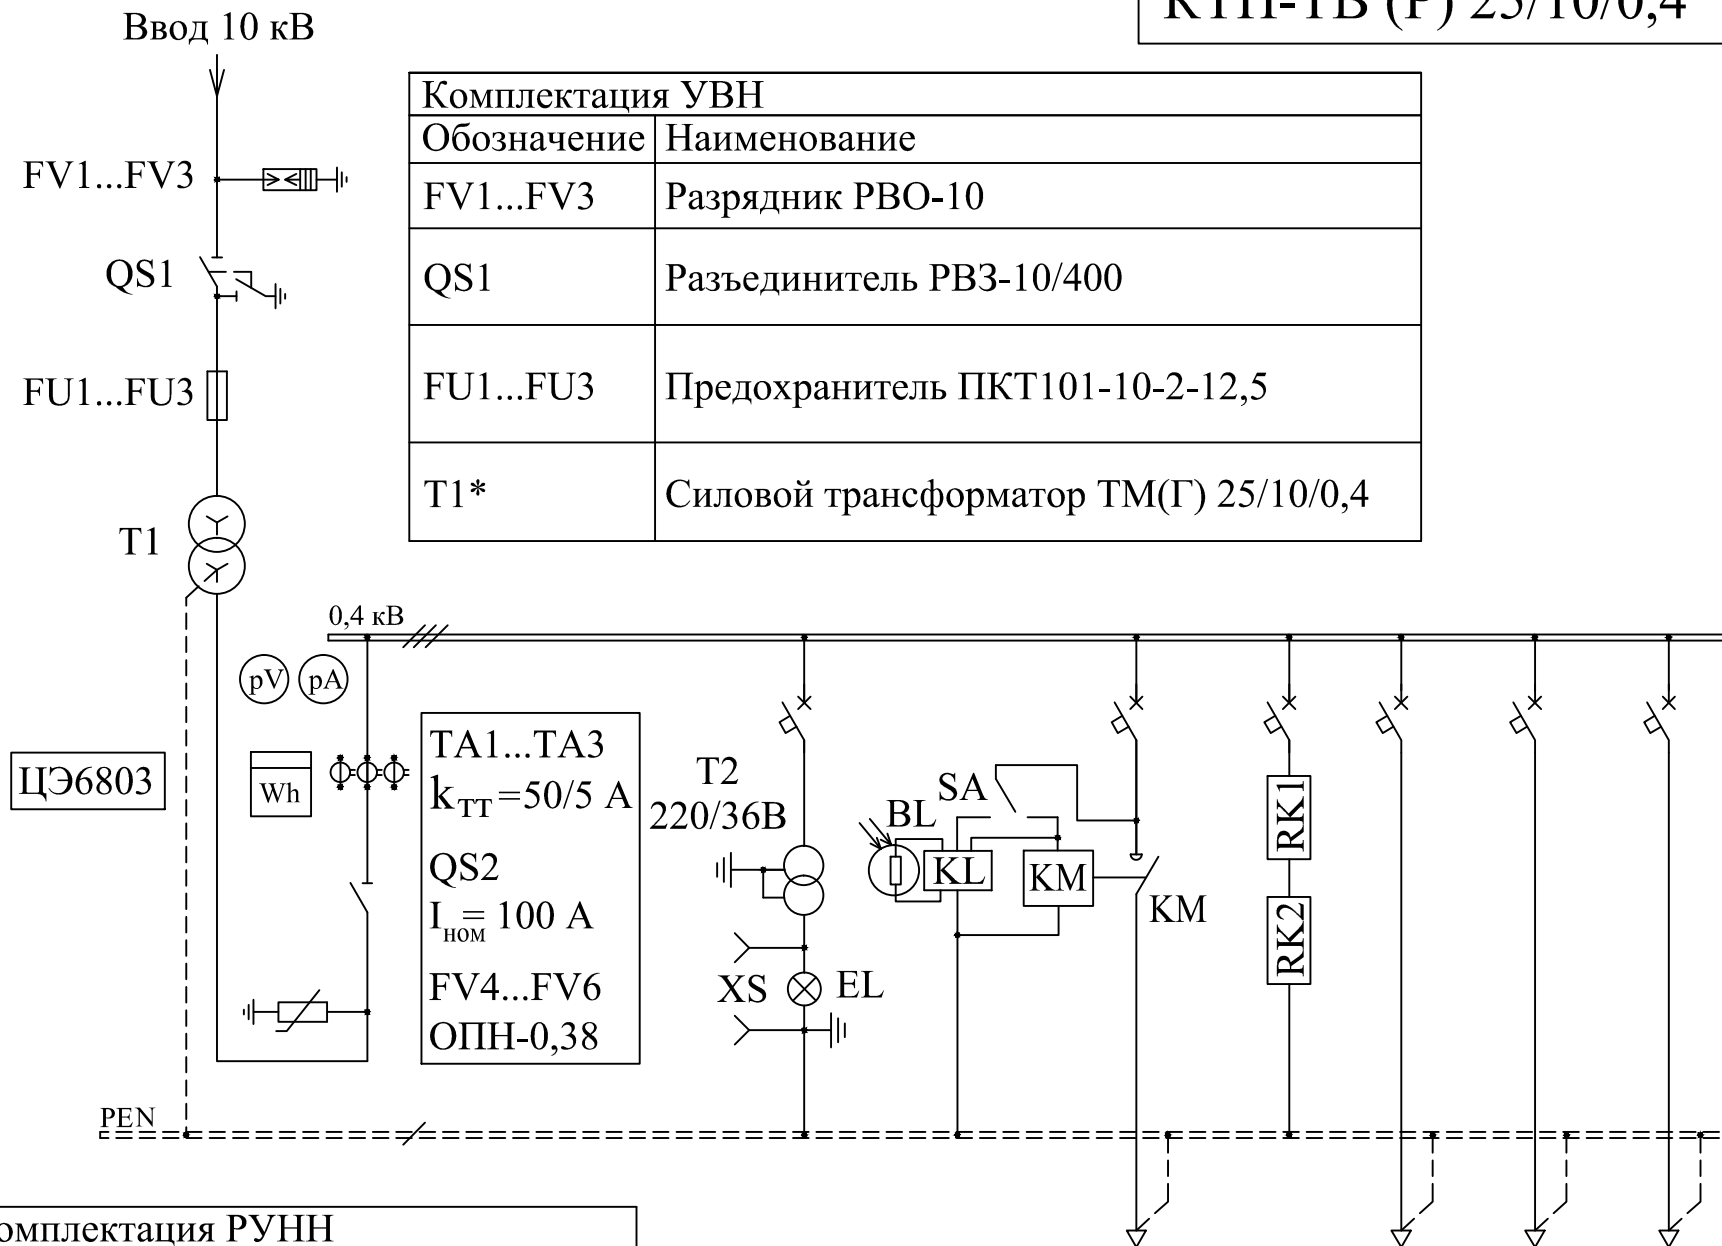 КТП-ТВ (Р) 25/10/0,4
Ввод 10 кВ
Комплектация УВН
Обозначение Наименование
FV1...FV3 Разрядник РВО-10
QS1 Разъединитель РВЗ-10/400
FU1...FU3 Предохранитель ПКТ101-10-2-12,5
T1* Силовой трансформатор ТМ(Г) 25/10/0,4
FV1...FV3
QS1
FU1...FU3
T1
0,4 кВ
pV pA
ЦЭ6803
Wh
TA1...TA3
kТТ=50/5 А
QS2
Iном= 100 А
FV4...FV6
ОПН-0,38
T2
220/36В
XS EL
BL
SA
KL
KM
KM
RK1
RK2
PEN
омплектация РУНН